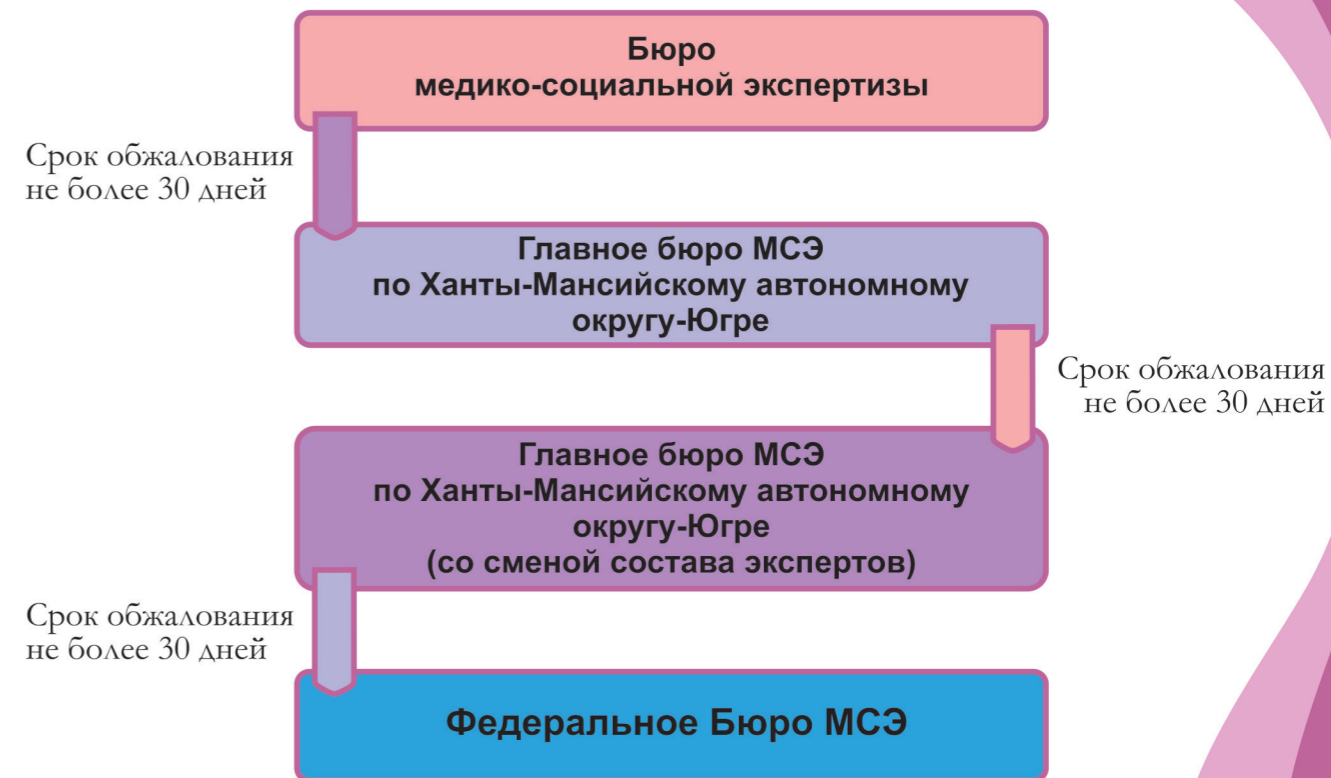 Бюро
медико-социальной экспертизы
Срок обжалования
не более 30 дней
Главное бюро МСЭ
по Ханты-Мансийскому автономному
округу-Югре
Срок обжалования
не более 30 дней
Главное бюро МСЭ
по Ханты-Мансийскому автономному
округу-Югре
(со сменой состава экспертов)
Срок обжалования
не более 30 дней
Федеральное Бюро МСЭ